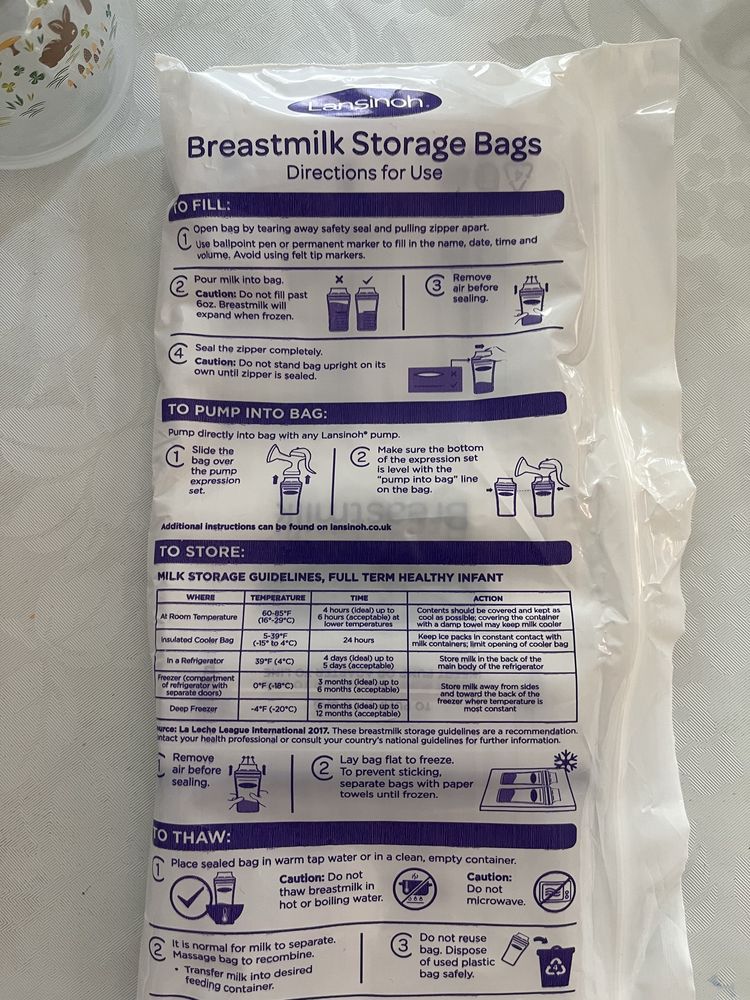 Lansinoh®
Breastmilk Storage Bags
Directions for Use
TO FILL:
1 Open bag by tearing away safety seal and pulling zipper apart.
Use ballpoint pen or permanent marker to fill in the name, date, time and
volume. Avoid using felt tip markers.
2 Pour milk into bag.
Caution: Do not fill past
6oz. Breastmilk will
expand when frozen.
3 Remove
air before
sealing.
4 Seal the zipper completely.
Caution: Do not stand bag upright on its
own until zipper is sealed.
TO PUMP INTO BAG:
Pump directly into bag with any Lansinoh® pump.
1 Slide the
bag over
the pump
expression
set.
2 Make sure the bottom
of the expression set
is level with the
"pump into bag" line
on the bag.
Additional instructions can be found on lansinoh.co.uk
TO STORE:
MILK STORAGE GUIDELINES, FULL TERM HEALTHY INFANT
WHERE TEMPERATURE TIME ACTION
At Room Temperature
60-85°F
(16°-29°C)
4 hours (ideal) up to
6 hours (acceptable) at
lower temperatures
Contents should be covered and kept as
cool as possible; covering the container
with a damp towel may keep milk cooler
Insulated Cooler Bag
5-39°F
(-15° to 4°C)
24 hours
Keep ice packs in constant contact with
milk containers; limit opening of cooler bag
In a Refrigerator
39°F (4°C)
4 days (ideal) up to
5 days (acceptable)
Store milk in the back of the
main body of the refrigerator
Freezer (compartment
of refrigerator with
separate doors)
0°F (-18°C)
3 months (ideal) up to
6 months (acceptable)
Store milk away from sides
and toward the back of the
freezer where temperature is
most constant
Deep Freezer
-4°F (-20°C)
6 months (ideal) up to
12 months (acceptable)
urce: La Leche League International 2017. These breastmilk storage guidelines are a recommendation.
ntact your health professional or consult your country's national guidelines for further information.
1 Remove
air before
sealing.
2 Lay bag flat to freeze.
To prevent sticking,
separate bags with paper
towels until frozen.
TO THAW:
1 Place sealed bag in warm tap water or in a clean, empty container.
Caution: Do not
thaw breastmilk in
hot or boiling water.
Caution:
Do not
microwave.
2 It is normal for milk to separate.
Massage bag to recombine.
• Transfer milk into desired
feeding container.
3 Do not reuse
bag. Dispose
of used plastic
bag safely.
4